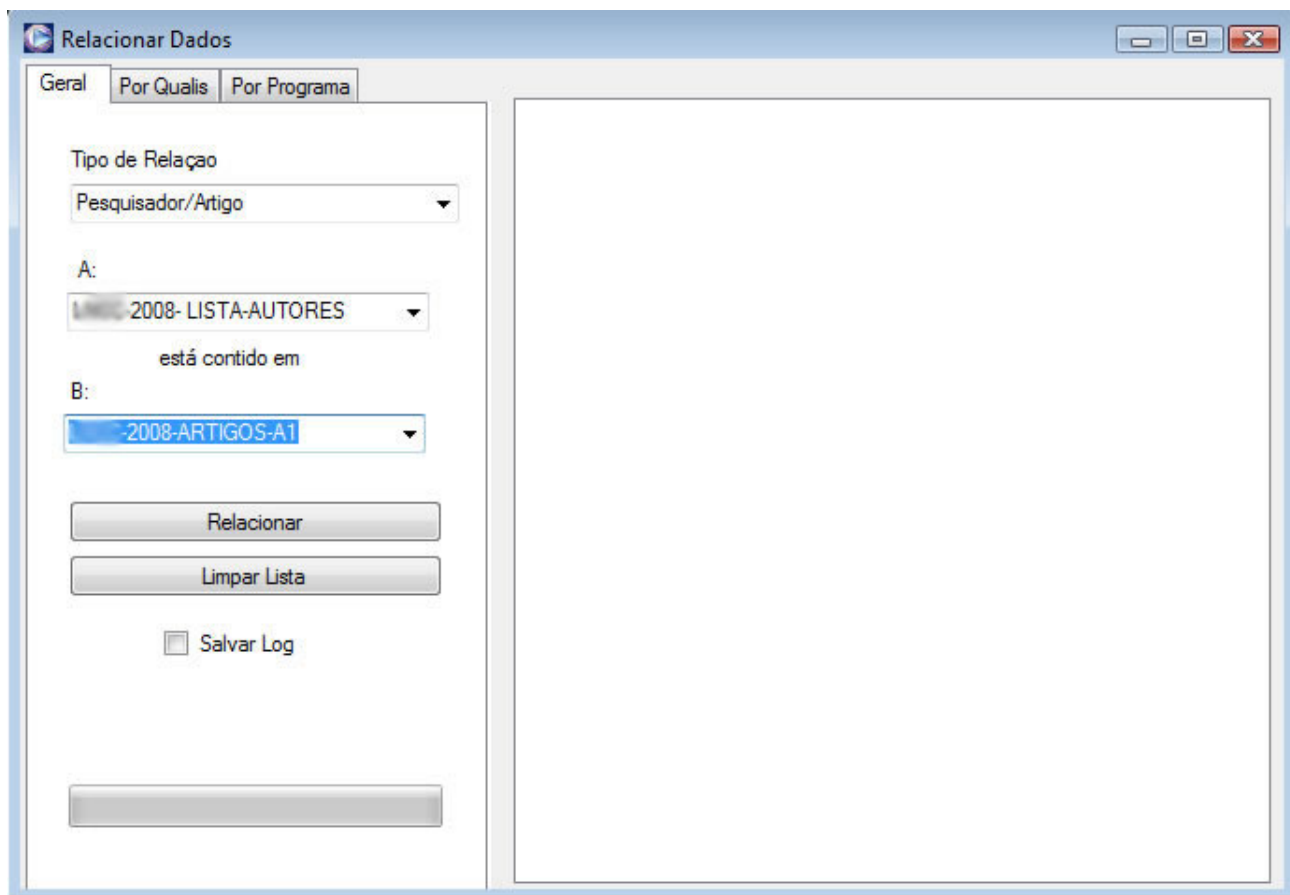 Relacionar Dados
Geral Por Qualis Por Programa
Tipo de Relaçao
Pesquisador/Artigo
A:
-2008- LISTA-AUTORES
está contido em
B:
-2008-ARTIGOS-A1
Relacionar
Limpar Lista
Salvar Log